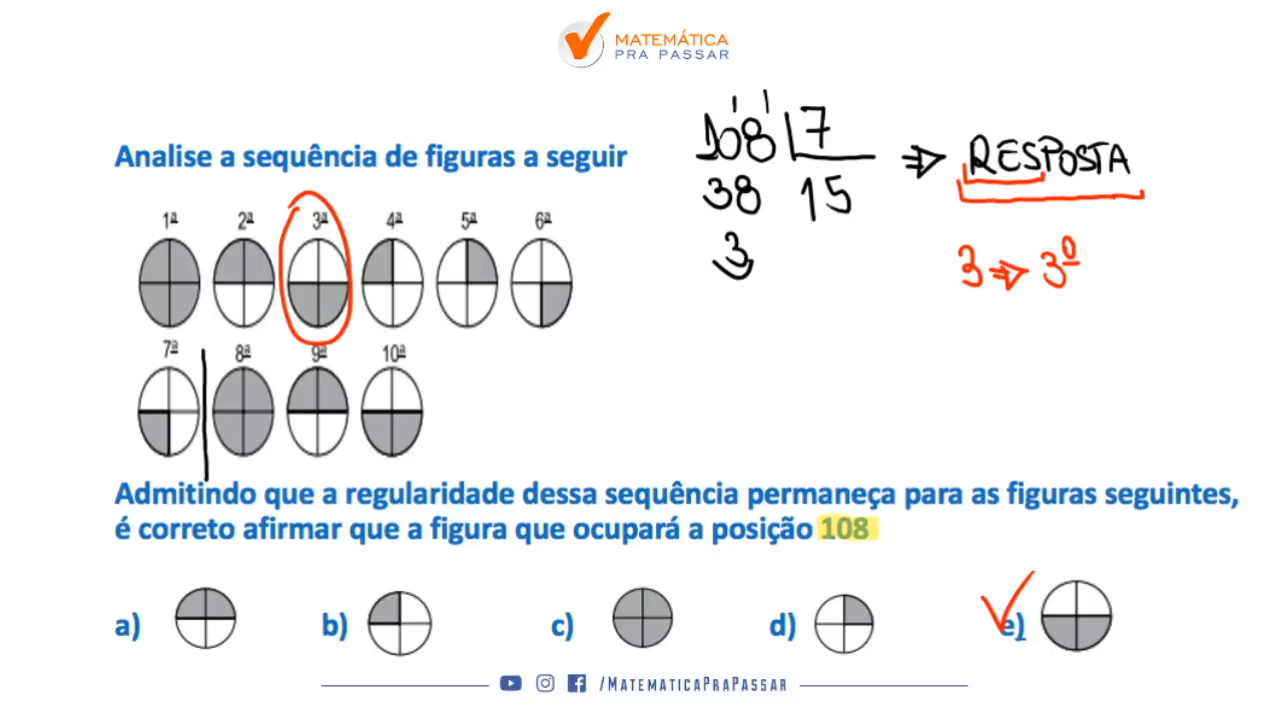 MATEMÁTICA
PRA PASSAR
Analise a sequência de figuras a seguir
108 7
38 15
3
⇒ RESPOSTA
3 ⇒ 3º
1ª 2ª 3ª 4ª 5ª 6ª
7ª 8ª 9ª 10ª
Admitindo que a regularidade dessa sequência permaneça para as figuras seguintes,
é correto afirmar que a figura que ocupará a posição 108
a) b) c) d) e)
/MATEMATICAPRAPASSAR